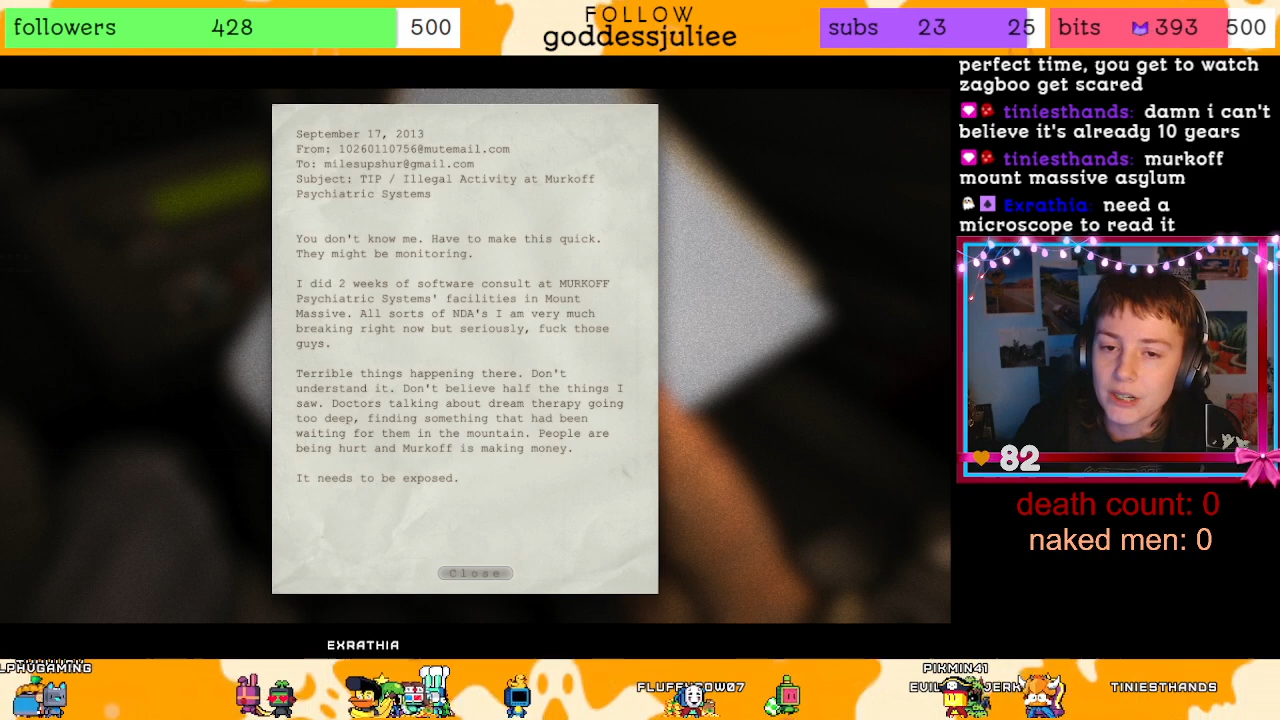 followers 428 500
FOLLOW
goddessjuliee
subs 23 25
bits 393 500
perfect time, you get to watch
zagboo get scared
tiniesthands: damn i can't
believe it's already 10 years
tiniesthands: murkoff
mount massive asylum
Exrathia: need a
microscope to read it
September 17, 2013
From: 10260110756@mutemail.com
To: milesupshur@gmail.com
Subject: TIP / Illegal Activity at Murkoff
Psychiatric Systems
You don't know me. Have to make this quick.
They might be monitoring.
I did 2 weeks of software consult at MURKOFF
Psychiatric Systems' facilities in Mount
Massive. All sorts of NDA's I am very much
breaking right now but seriously, fuck those
guys.
Terrible things happening there. Don't
understand it. Don't believe half the things I
saw. Doctors talking about dream therapy going
too deep, finding something that had been
waiting for them in the mountain. People are
being hurt and Murkoff is making money.
It needs to be exposed.
Close
82
death count: 0
naked men: 0
EXRATHIA
LPHVGAMING
PIKMIN41
TINIESTHANDS